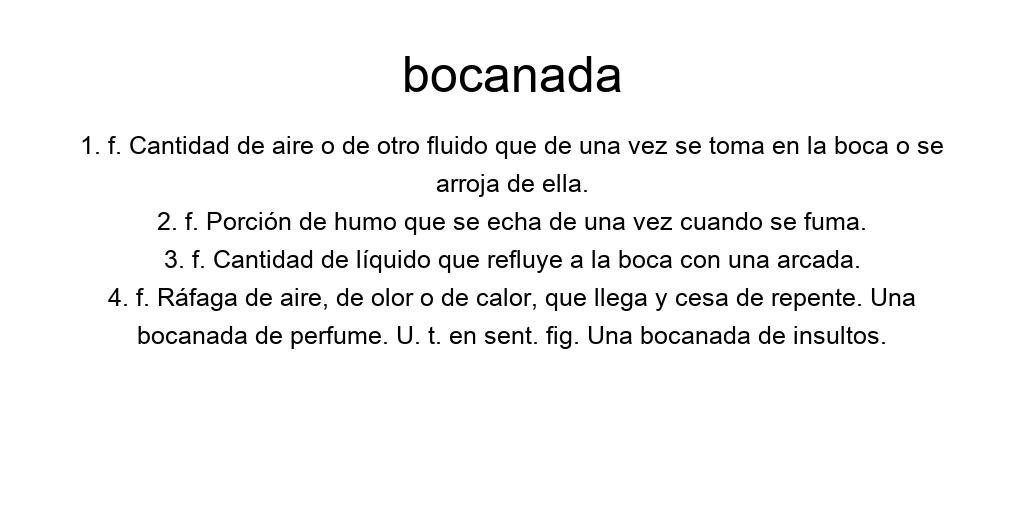 bocanada
1. f. Cantidad de aire o de otro fluido que de una vez se toma en la boca o se
arroja de ella.
2. f. Porción de humo que se echa de una vez cuando se fuma.
3. f. Cantidad de líquido que refluye a la boca con una arcada.
4. f. Ráfaga de aire, de olor o de calor, que llega y cesa de repente. Una
bocanada de perfume. U. t. en sent. fig. Una bocanada de insultos.